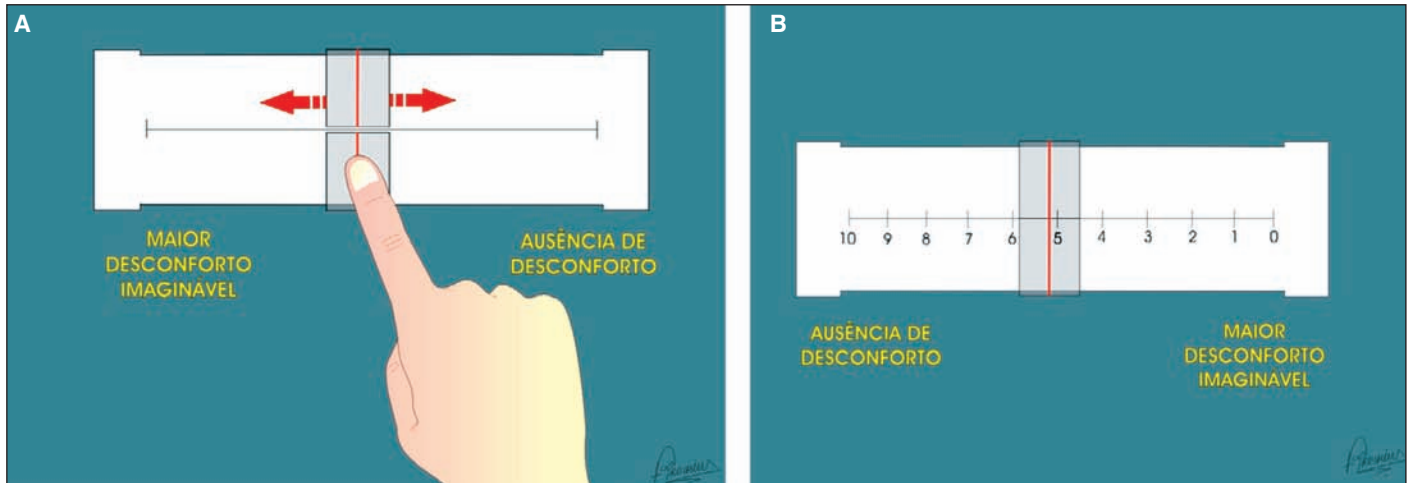 A
MAIOR
DESCONFORTO
IMAGINÁVEL
AUSÊNCIA DE
DESCONFORTO
B
10 9 8 7 6 5 4 3 2 1 0
AUSÊNCIA DE
DESCONFORTO
MAIOR
DESCONFORTO
IMAGINÁVEL